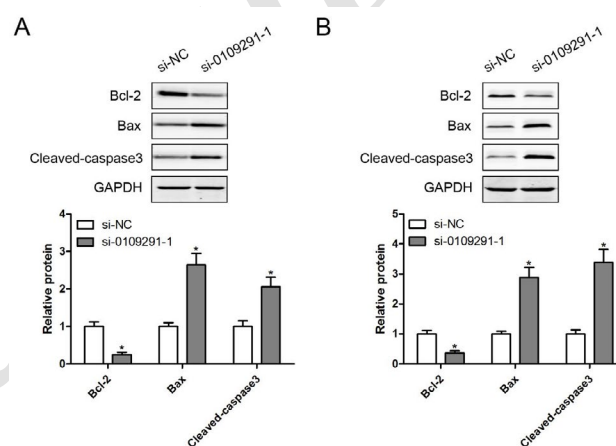 A
si-NC si-0109291-1
Bcl-2
Bax
Cleaved-caspase3
GAPDH
4
3
2
1
0
Relative protein
si-NC
si-0109291-1
* * *
Bcl-2 Bax Cleaved-caspase3
B
si-NC si-0109291-1
Bcl-2
Bax
Cleaved-caspase3
GAPDH
5
4
3
2
1
0
Relative protein
si-NC
si-0109291-1
* * *
Bcl-2 Bax Cleaved-caspase3